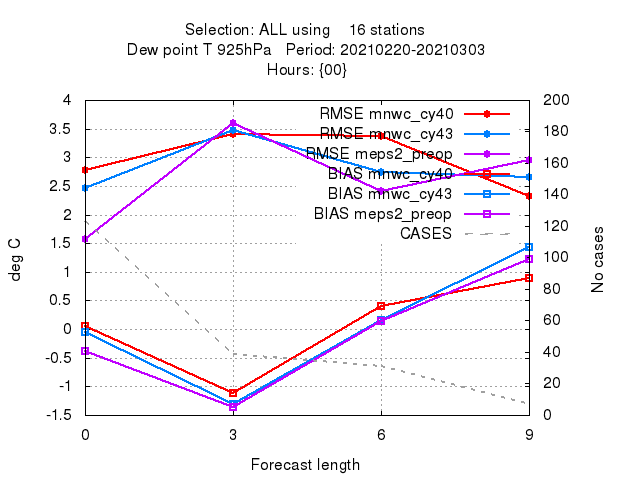 Selection: ALL using 16 stations
Dew point T 925hPa Period: 20210220-20210303
Hours: {00}
4
3.5
3
2.5
2
1.5
1
0.5
0
-0.5
-1
-1.5
deg C
200
180
160
140
120
100
80
60
40
20
0
No cases
RMSE mnwc_cy40
RMSE mnwc_cy43
RMSE meps2_preop
BIAS mnwc_cy40
BIAS mnwc_cy43
BIAS meps2_preop
CASES
0 3 6 9
Forecast length